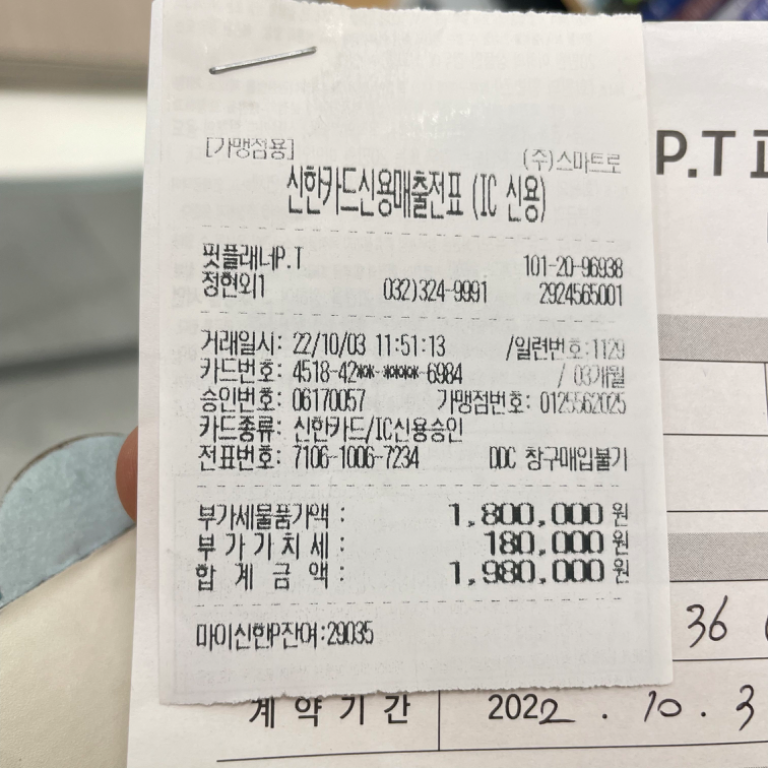 [가맹점용]
(주)스마트로
신한카드신용매출전표 (IC 신용)
핏플래너P.T 101-20-96938
정현외1 032)324-9991 2924565001
거래일시: 22/10/03 11:51:13 /일련번호:1129
카드번호: 4518-42**-****-6984 / 03개월
승인번호: 06170057 가맹점번호: 0125562025
카드종류: 신한카드/IC신용승인
전표번호: 7106-1006-7234 DDC 창구매입불기
부가세물품가액 : 1,800,000 원
부 가 가 치 세 : 180,000 원
합 계 금 액 : 1,980,000 원
마이신한P잔여:29035
P.T
36
계 약 기 간 2022 . 10 . 3